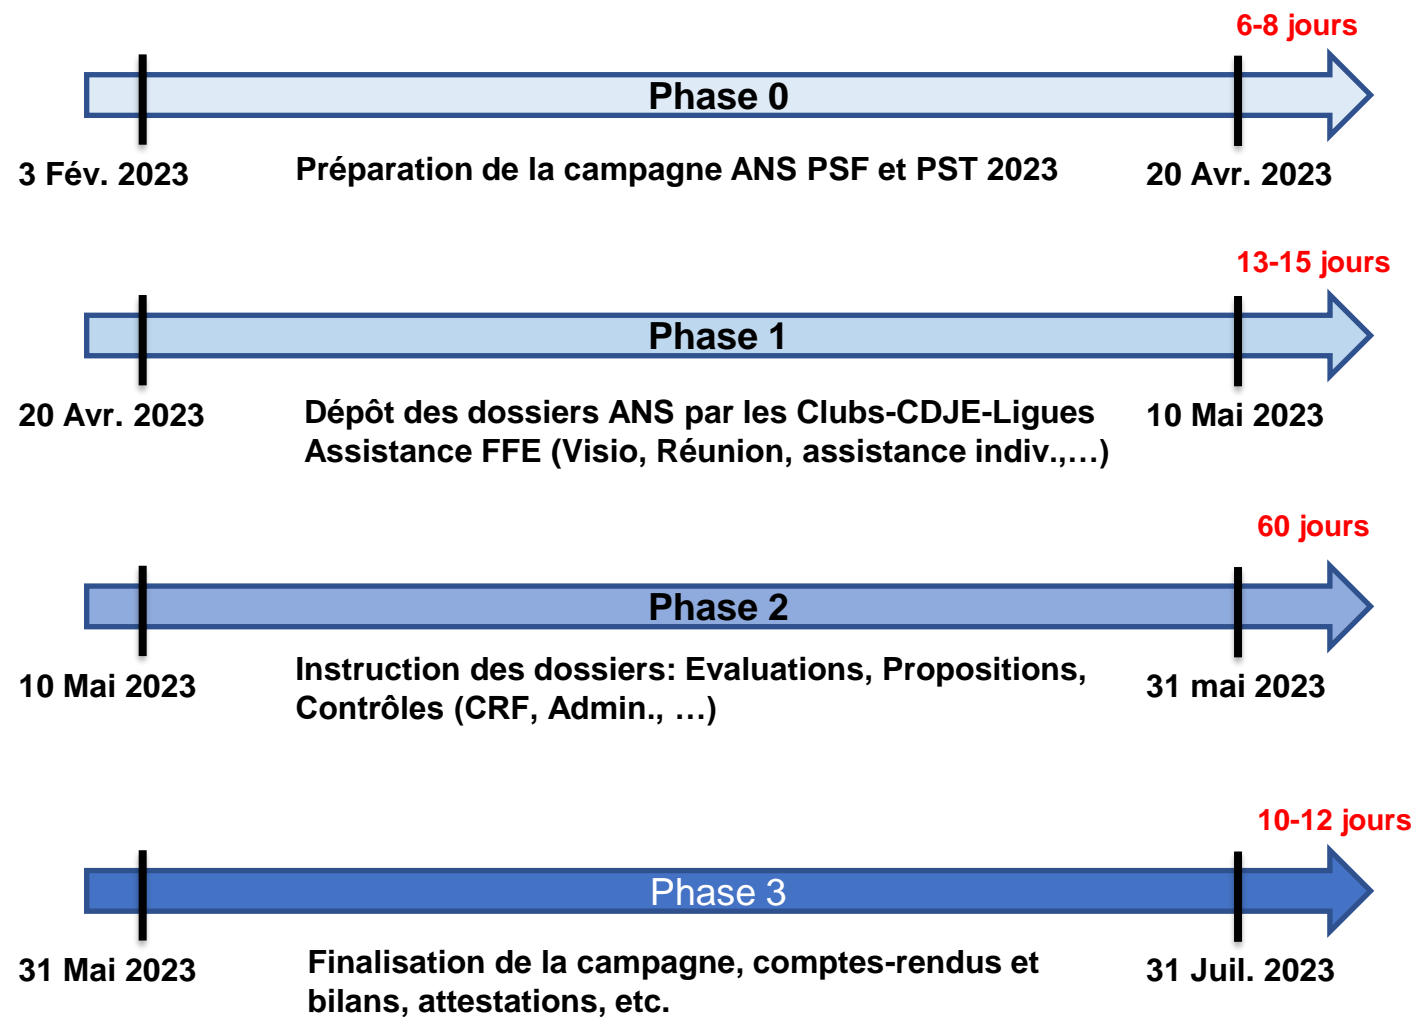 6-8 jours
Phase 0
3 Fév. 2023
Préparation de la campagne ANS PSF et PST 2023
20 Avr. 2023
13-15 jours
Phase 1
20 Avr. 2023
Dépôt des dossiers ANS par les Clubs-CDJE-Ligues
Assistance FFE (Visio, Réunion, assistance indiv.,…)
10 Mai 2023
60 jours
Phase 2
10 Mai 2023
Instruction des dossiers: Evaluations, Propositions,
Contrôles (CRF, Admin., …)
31 mai 2023
10-12 jours
Phase 3
31 Mai 2023
Finalisation de la campagne, comptes-rendus et
bilans, attestations, etc.
31 Juil. 2023